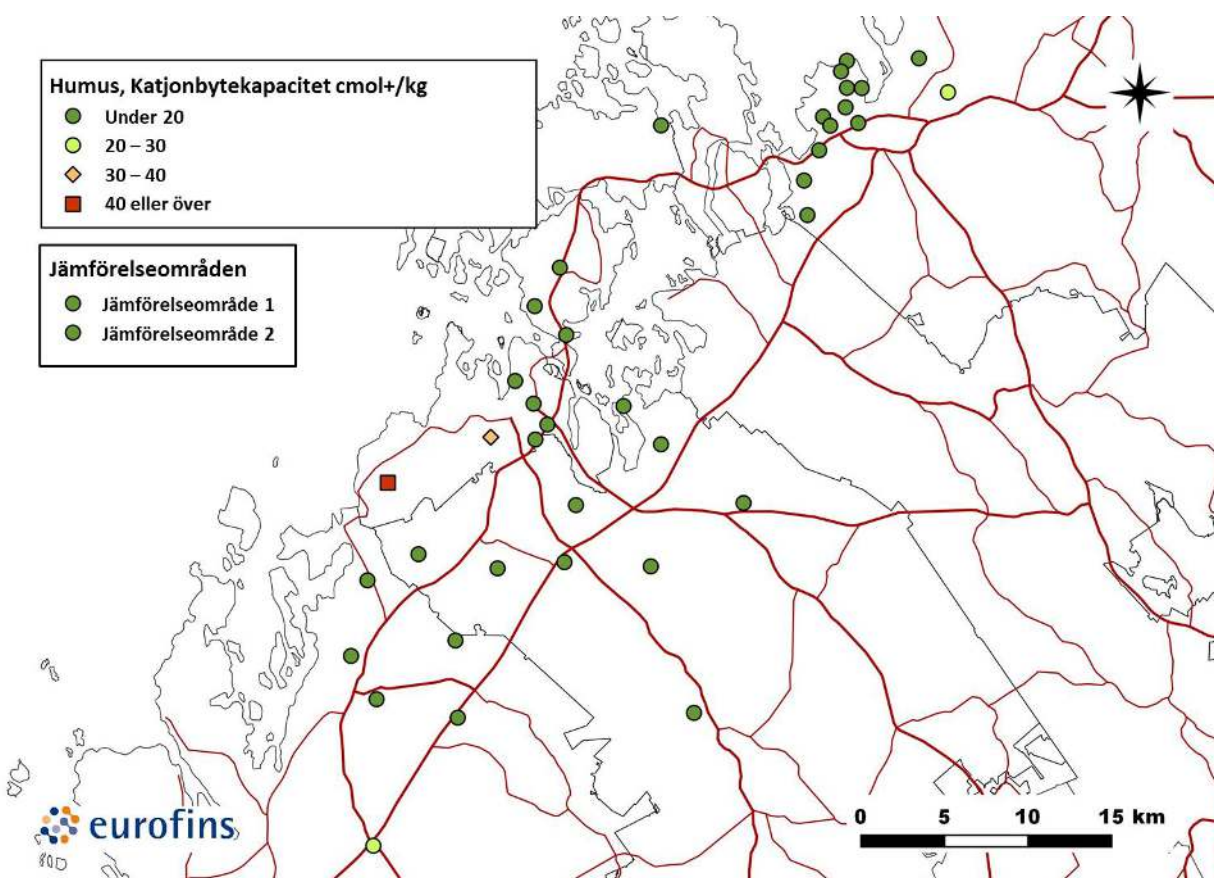 Humus, Katjonbytekapacitet cmol+/kg
Under 20
20 – 30
30 – 40
40 eller över
Jämförelseområden
Jämförelseområde 1
Jämförelseområde 2
eurofins
0 5 10 15 km